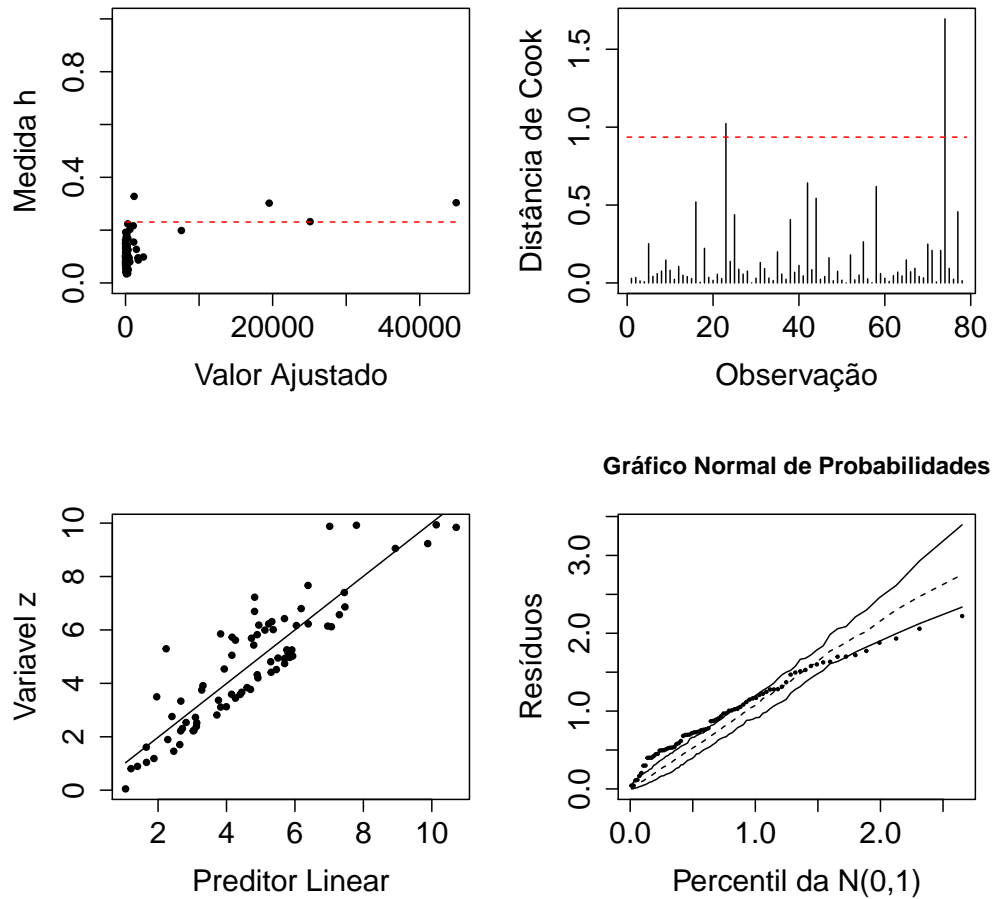 Medida h
0.0 0.4 0.8
0 20000 40000
Valor Ajustado
Distância de Cook
0.0 0.5 1.0 1.5
0 20 40 60 80
Observação
Variavel z
0 2 4 6 8 10
2 4 6 8 10
Preditor Linear
Gráfico Normal de Probabilidades
Resíduos
0.0 1.0 2.0 3.0
0.0 1.0 2.0
Percentil da N(0,1)